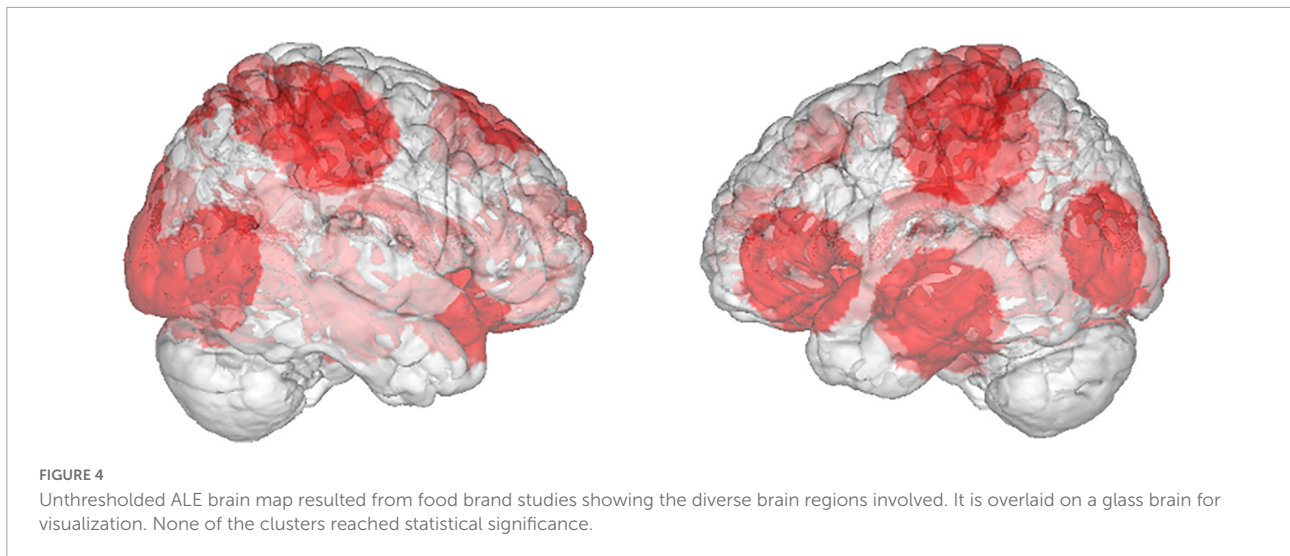 FIGURE 4
Unthresholded ALE brain map resulted from food brand studies showing the diverse brain regions involved. It is overlaid on a glass brain for
visualization. None of the clusters reached statistical significance.